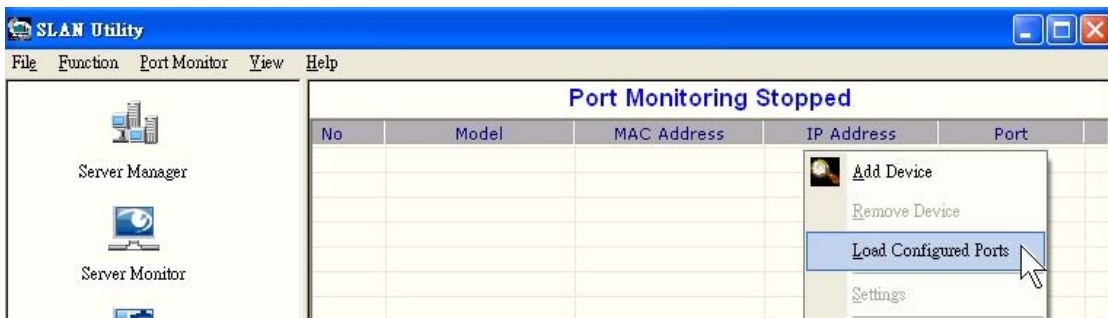 SLAN Utility
File Function Port Monitor View Help
Port Monitoring Stopped
No Model MAC Address IP Address Port
Server Manager
Server Monitor
Add Device
Remove Device
Load Configured Ports
Settings